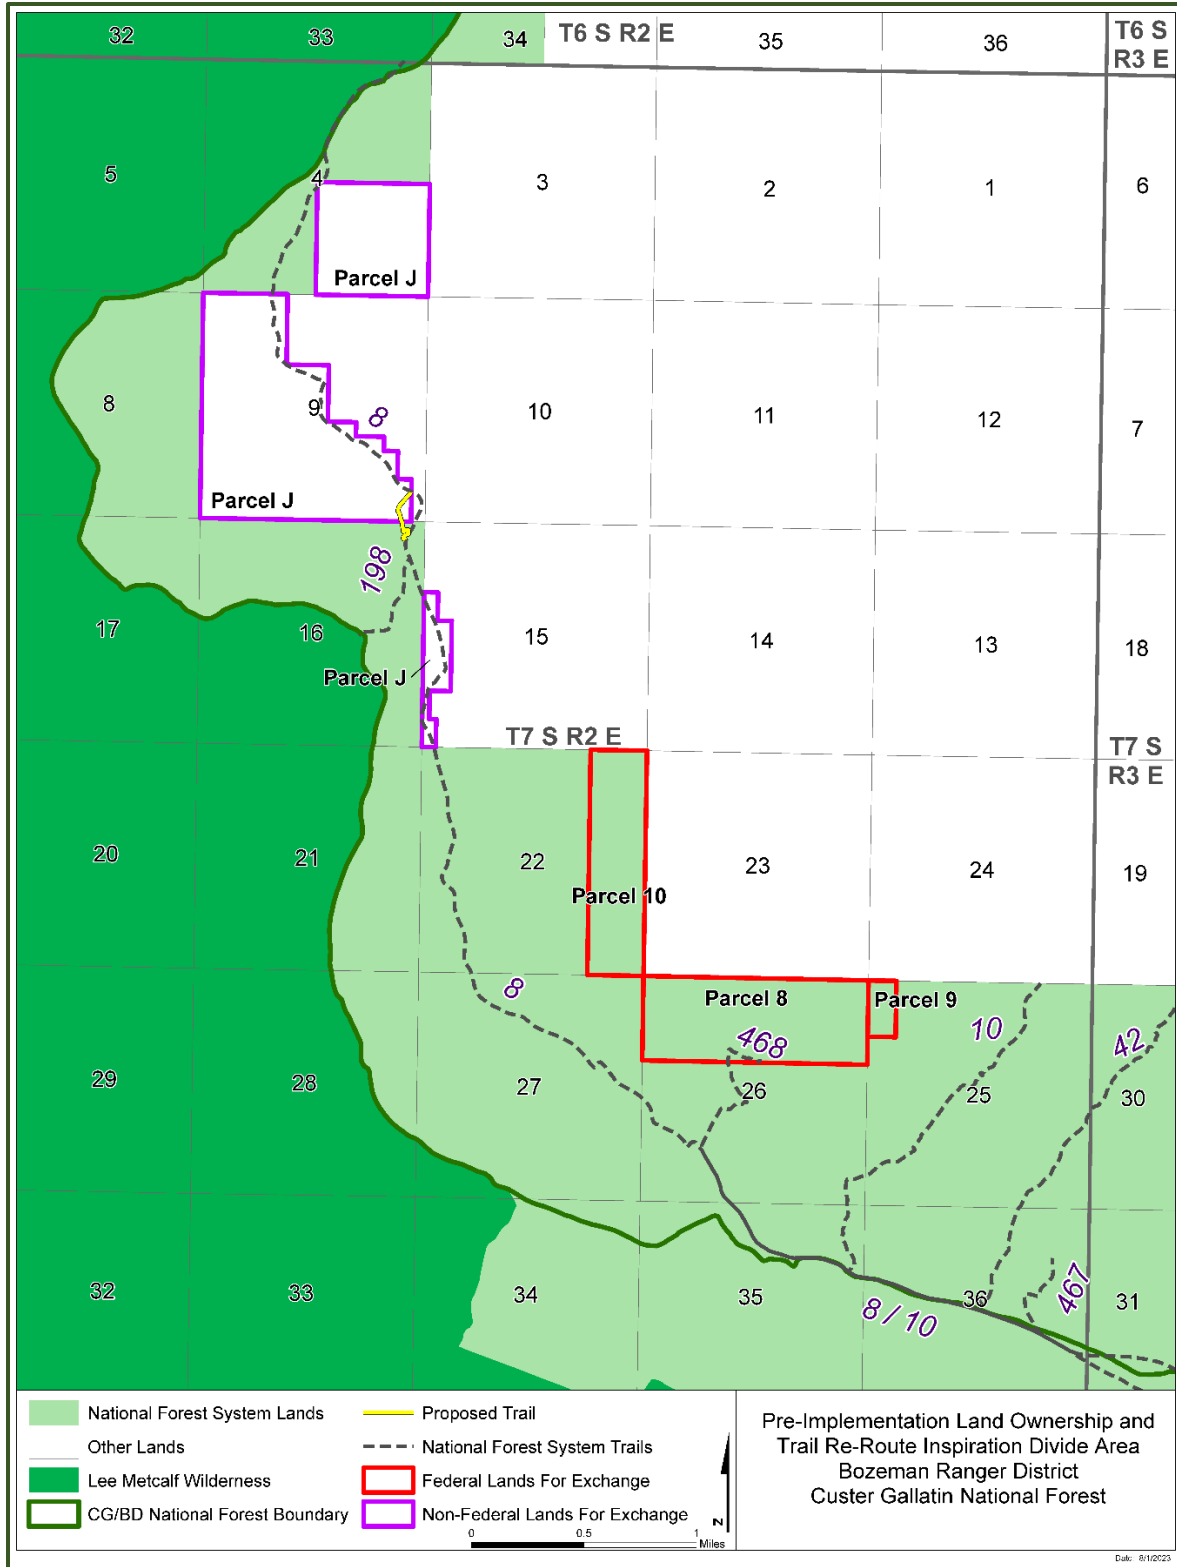 32
33
34
T6 S R2 E
35
36
T6 S
R3 E
5
4
3
2
1
6
Parcel J
8
9
8
10
11
12
7
Parcel J
198
17
16
15
14
13
18
Parcel J
T7 S R2 E
T7 S
R3 E
20
21
22
23
24
19
Parcel 10
8
Parcel 8
Parcel 9
468
10
42
29
28
27
26
25
30
32
33
34
35
36
31
8 / 10
467
National Forest System Lands
Other Lands
Lee Metcalf Wilderness
CG/BD National Forest Boundary
Proposed Trail
National Forest System Trails
Federal Lands For Exchange
Non-Federal Lands For Exchange
0 0.5 1
Miles
N
Pre-Implementation Land Ownership and
Trail Re-Route Inspiration Divide Area
Bozeman Ranger District
Custer Gallatin National Forest
Date: 8/1/2023